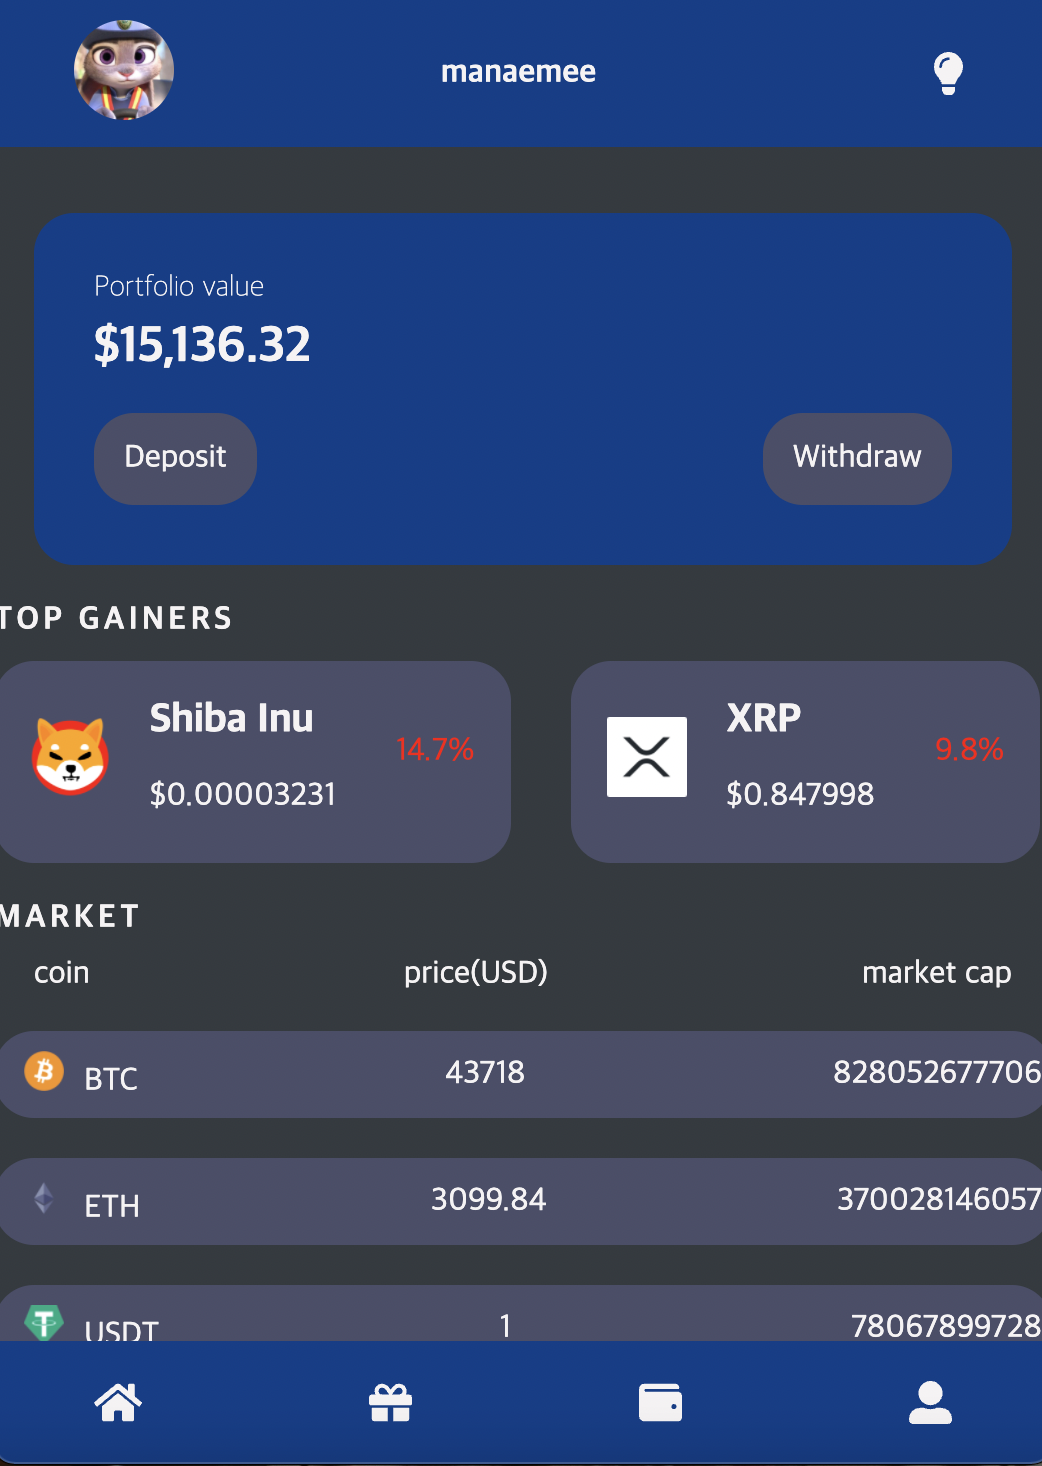 manaemee
Portfolio value
$15,136.32
Deposit Withdraw
TOP GAINERS
Shiba Inu
14.7%
$0.00003231
XRP
9.8%
$0.847998
MARKET
coin price(USD) market cap
BTC 43718 828052677706
ETH 3099.84 370028146057
USDT 1 78067899728